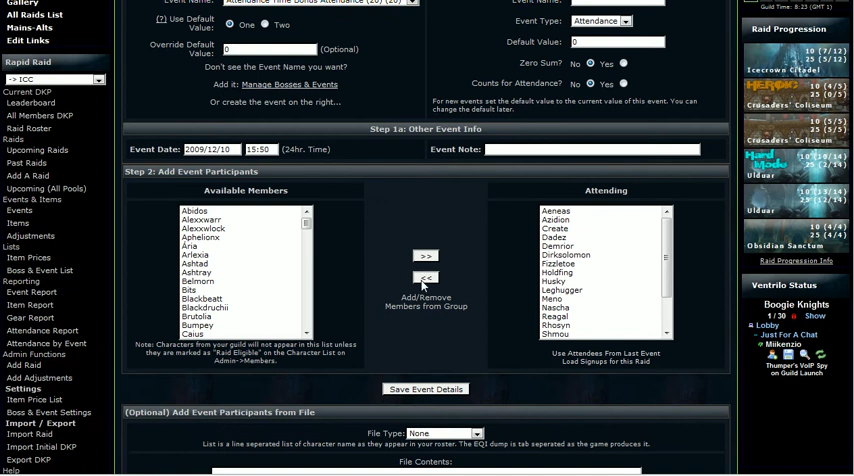 Gallery
All Raid List
Mains-Alts
Edit Links
Rapid Raid
-> ICC
Current DKP
Leaderboard
All Members DKP
Raid Roster
Raids
Upcoming Raids
Past Raids
Add A Raid
Upcoming (All Pools)
Events & Items
Events
Items
Adjustments
Lists
Item Prices
Boss & Event List
Reporting
Event Report
Item Report
Gear Report
Attendance Report
Attendance by Event
Admin Functions
Add Raid
Add Adjustments
Settings
Item Price List
Boss & Event Settings
Import / Export
Import Raid
Import Initial DKP
Export DKP
Help
Event Name: Attendance Time Bonus Attendance (20) (20)
(?) Use Default Value: One Two
Override Default Value: 0 (Optional)
Don't see the Event Name you Want?
Add it: Manage Bosses & Events
Or create the event on the right...
Event Name:
Event Type: Attendance
Default Value: 0
Zero Sum? No Yes
Counts for Attendance? No Yes
For new events set the default value to the current value of this event. You can change the default later.
Step 1a: Other Event Info
Event Date: 2009/12/10 15:50 (24hr. Time)
Event Note:
Step 2: Add Event Participants
Available Members
Abidos
Alexxwarr
Alexxwlock
Aphelionx
Ária
Arlexia
Ashtad
Ashtray
Belmorn
Bits
Blackbeatt
Blackdruchii
Brutolia
Bumpey
Caius
Note: Characters from your guild will not appear in this list unless
they are marked as "Raid Eligible" on the Character List on
Admin->Members.
>>
<<
Add/Remove
Members from Group
Attending
Aeneas
Azidion
Create
Dadez
Demrior
Dirksolomon
Fizzletoe
Holdfing
Husky
Leghugger
Meno
Nascha
Reagal
Rhosyn
Shmou
Use Attendees From Last Event
Load Signups for this Raid
Save Event Details
(Optional) Add Event Participants from File
File Type: None
List is a line seperated list of character name as they appear in your roster. The EQI dump is tab seperated as the game produces it.
File Contents:
Guild Time: 8:23 (GMT 1)
Raid Progression
10 (7/12)
25 (5/12)
Icecrown Citadel
HEROIC
10 (4/5)
25 (0/5)
Crusaders' Coliseum
10 (5/5)
25 (5/5)
Crusaders' Coliseum
Hard Mode
10 (10/14)
25 (2/14)
Ulduar
10 (13/14)
25 (12/14)
Ulduar
10 (4/4)
25 (4/4)
Obsidian Sanctum
Raid Progression Info
Ventrilo Status
Boogie Knights
1 / 30 Show
Lobby
Just For A Chat
Miikenzio
Thumper's VoIP Spy
on Guild Launch